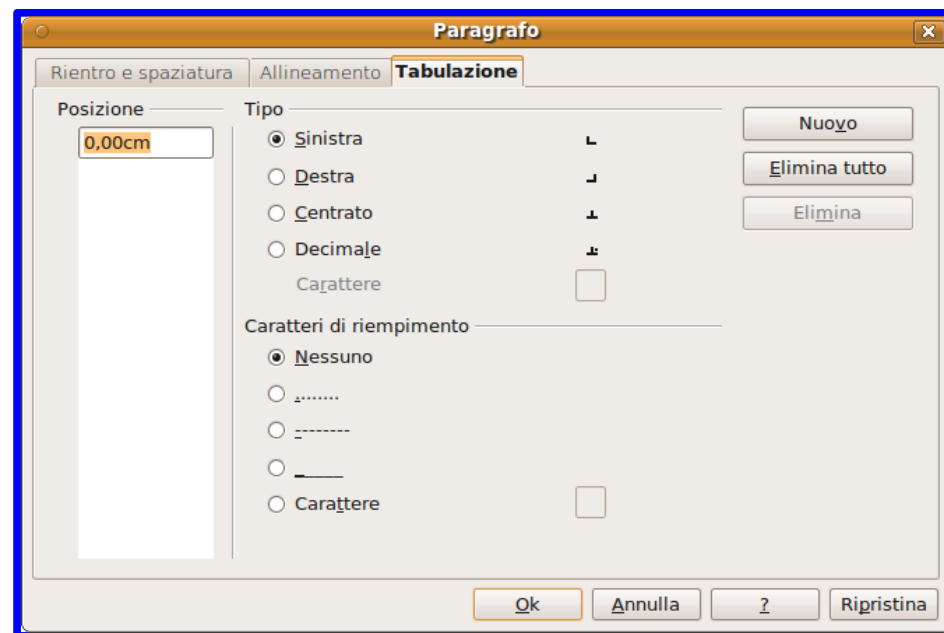 Paragrafo
Rientro e spaziatura Allineamento Tabulazione
Posizione
0,00cm
Tipo
Sinistra
Destra
Centrato
Decimale
Carattere
Caratteri di riempimento
Nessuno
........
--------
_____
Carattere
Nuovo
Elimina tutto
Elimina
Ok Annulla ? Ripristina